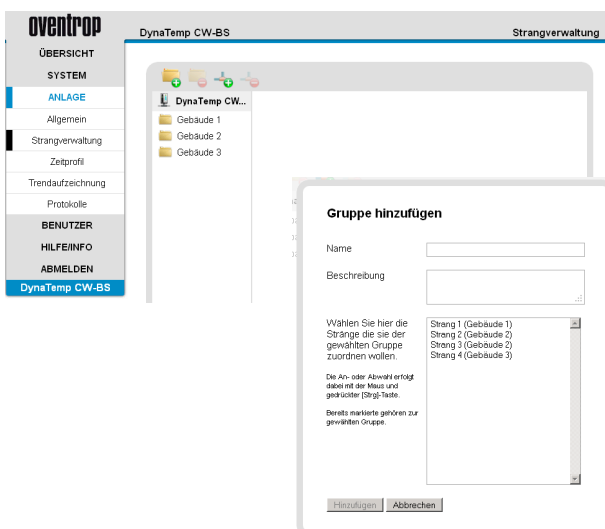 oventrop
DynaTemp CW-BS
Strangverwaltung
ÜBERSICHT
SYSTEM
ANLAGE
Allgemein
Strangverwaltung
Zeitprofil
Trendaufzeichnung
Protokolle
BENUTZER
HILFE/INFO
ABMELDEN
DynaTemp CW-BS
DynaTemp CW...
Gebäude 1
Gebäude 2
Gebäude 3
Gruppe hinzufügen
Name
Beschreibung
Wählen Sie hier die
Stränge die sie der
gewählten Gruppe
zuordnen wollen.
Die An- oder Abwahl erfolgt
dabei mit der Maus und
gedrückter [Strg]-Taste.
Bereits markierte gehören zur
gewählten Gruppe.
Strang 1 (Gebäude 1)
Strang 2 (Gebäude 2)
Strang 3 (Gebäude 2)
Strang 4 (Gebäude 3)
Hinzufügen
Abbrechen